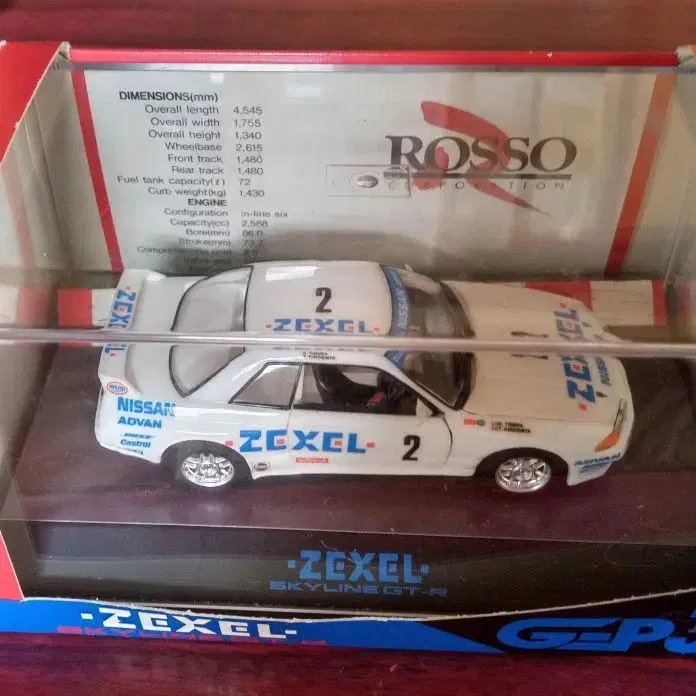 DIMENSIONS(mm)
Overall length 4,545
Overall width 1,755
Overall height 1,340
Wheelbase 2,615
Front track 1,480
Rear track 1,480
Fuel tank capacity(ℓ) 72
Curb weight(kg) 1,430
ENGINE
Configuration in-line six
Capacity(cc) 2,568
Bore(mm) 86.0
Stroke(mm) 73.7
ROSSO
CORPORATION
2
·ZEXEL·
NISSAN
ZEXEL
ZEXEL
NISSAN
NISSAN
ADVAN
BOSE
Castrol
·ZEXEL·
2
ADVAN
·ZEXEL·
SKYLINE GT-R
·ZEXEL·